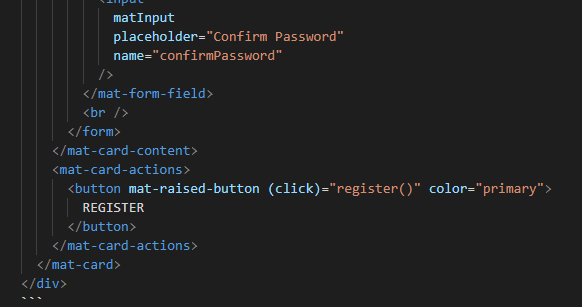 <input
matInput
placeholder="Confirm Password"
name="confirmPassword"
/>
</mat-form-field>
<br />
</form>
</mat-card-content>
<mat-card-actions>
<button mat-raised-button (click)="register()" color="primary">
REGISTER
</button>
</mat-card-actions>
</mat-card>
</div>
```